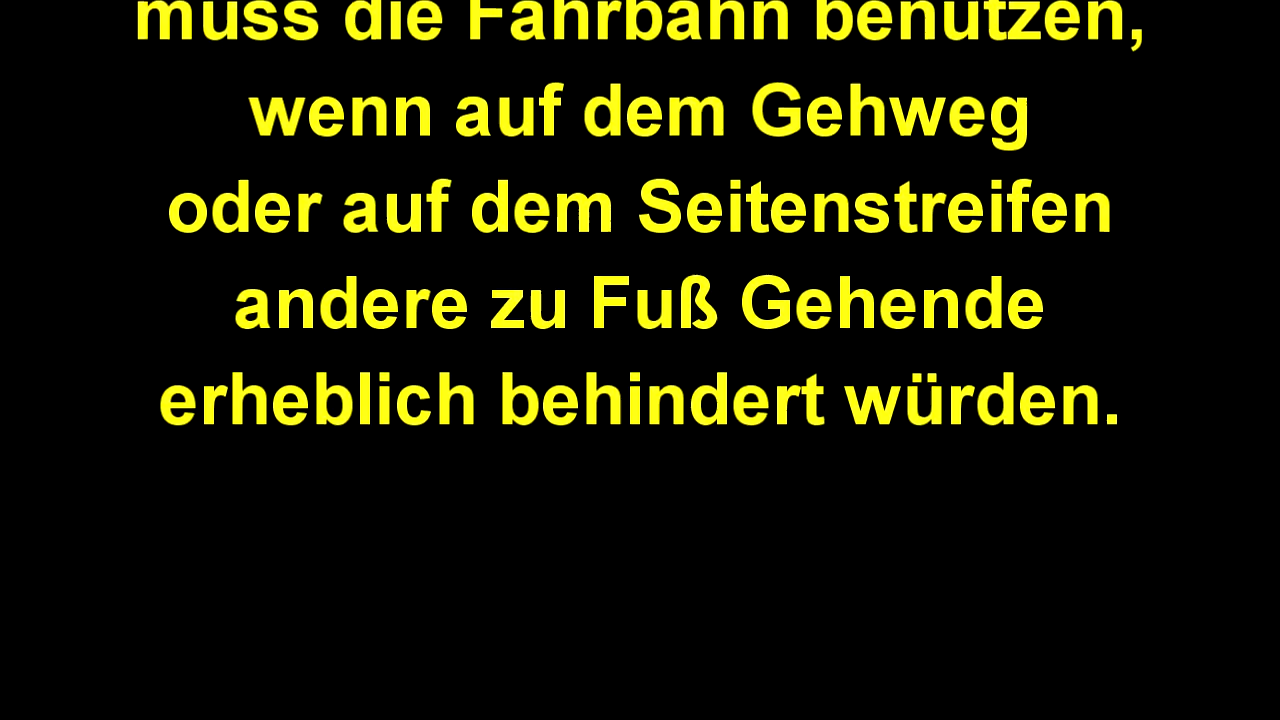 muss die Fahrbahn benutzen,
wenn auf dem Gehweg
oder auf dem Seitenstreifen
andere zu Fuß Gehende
erheblich behindert würden.